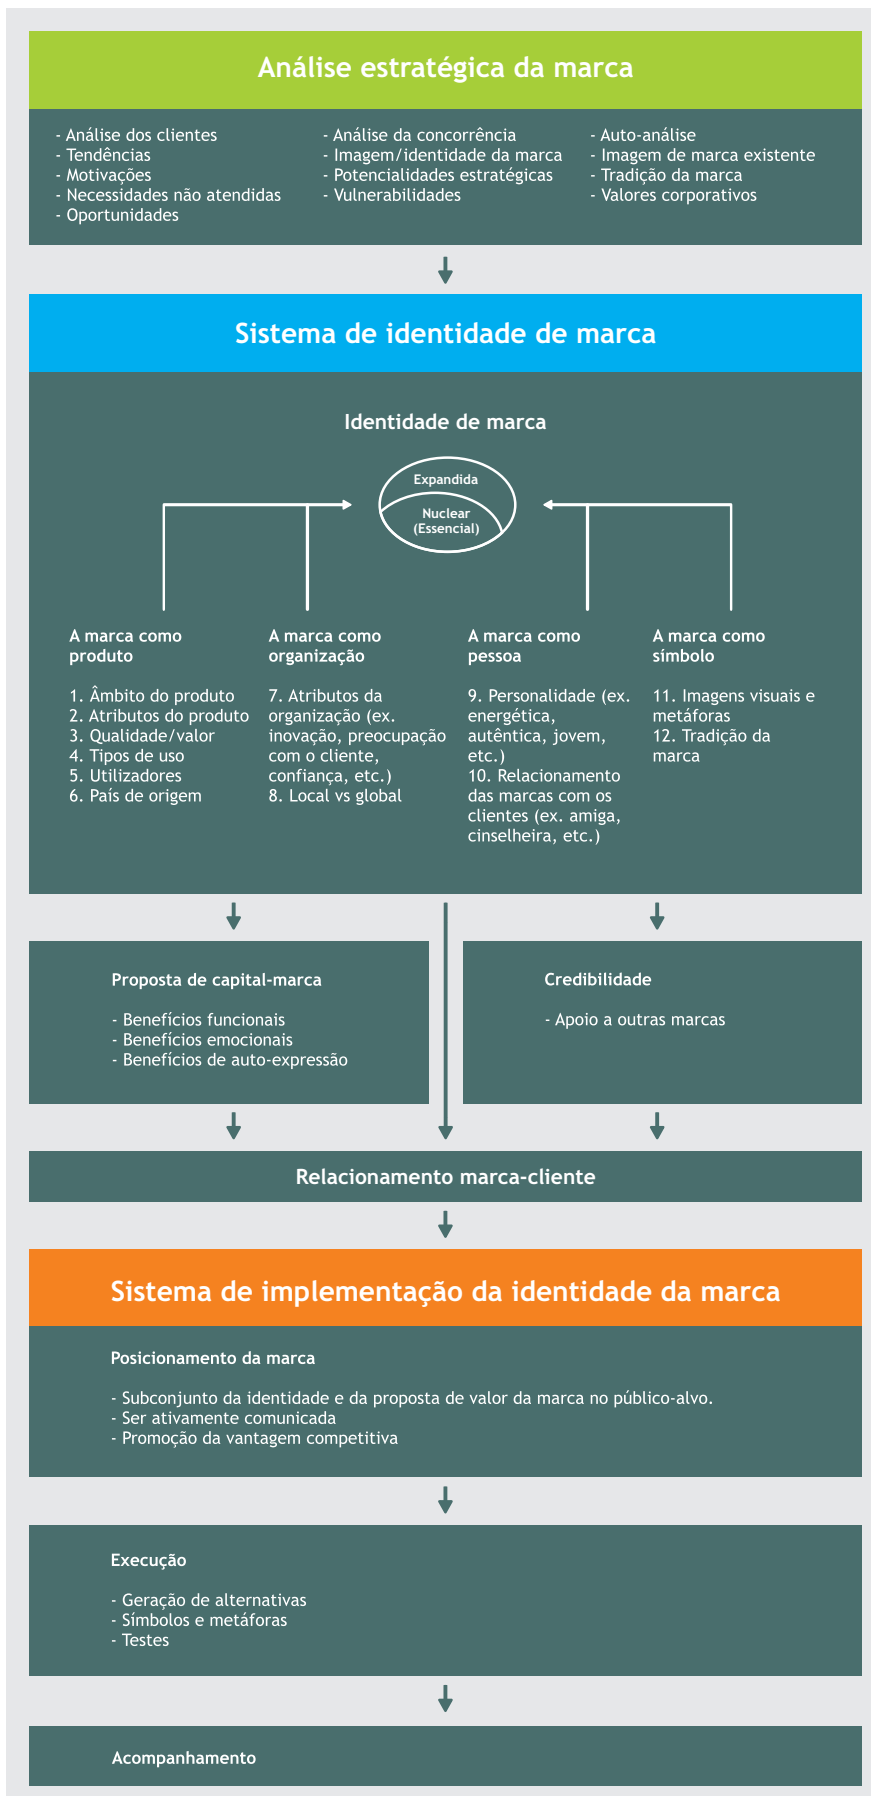 Análise estratégica da marca
- Análise dos clientes
- Tendências
- Motivações
- Necessidades não atendidas
- Oportunidades
- Análise da concorrência
- Imagem/identidade da marca
- Potencialidades estratégicas
- Vulnerabilidades
- Auto-análise
- Imagem de marca existente
- Tradição da marca
- Valores corporativos
Sistema de identidade de marca
Identidade de marca
Expandida
Nuclear
(Essencial)
A marca como
produto
1. Âmbito do produto
2. Atributos do produto
3. Qualidade/valor
4. Tipos de uso
5. Utilizadores
6. País de origem
A marca como
organização
7. Atributos da
organização (ex.
inovação, preocupação
com o cliente,
confiança, etc.)
8. Local vs global
A marca como
pessoa
9. Personalidade (ex.
energética,
autêntica, jovem,
etc.)
10. Relacionamento
das marcas com os
clientes (ex. amiga,
cinselheira, etc.)
A marca como
símbolo
11. Imagens visuais e
metáforas
12. Tradição da
marca
Proposta de capital-marca
- Benefícios funcionais
- Benefícios emocionais
- Benefícios de auto-expressão
Credibilidade
- Apoio a outras marcas
Relacionamento marca-cliente
Sistema de implementação da identidade da marca
Posicionamento da marca
- Subconjunto da identidade e da proposta de valor da marca no público-alvo.
- Ser ativamente comunicada
- Promoção da vantagem competitiva
Execução
- Geração de alternativas
- Símbolos e metáforas
- Testes
Acompanhamento